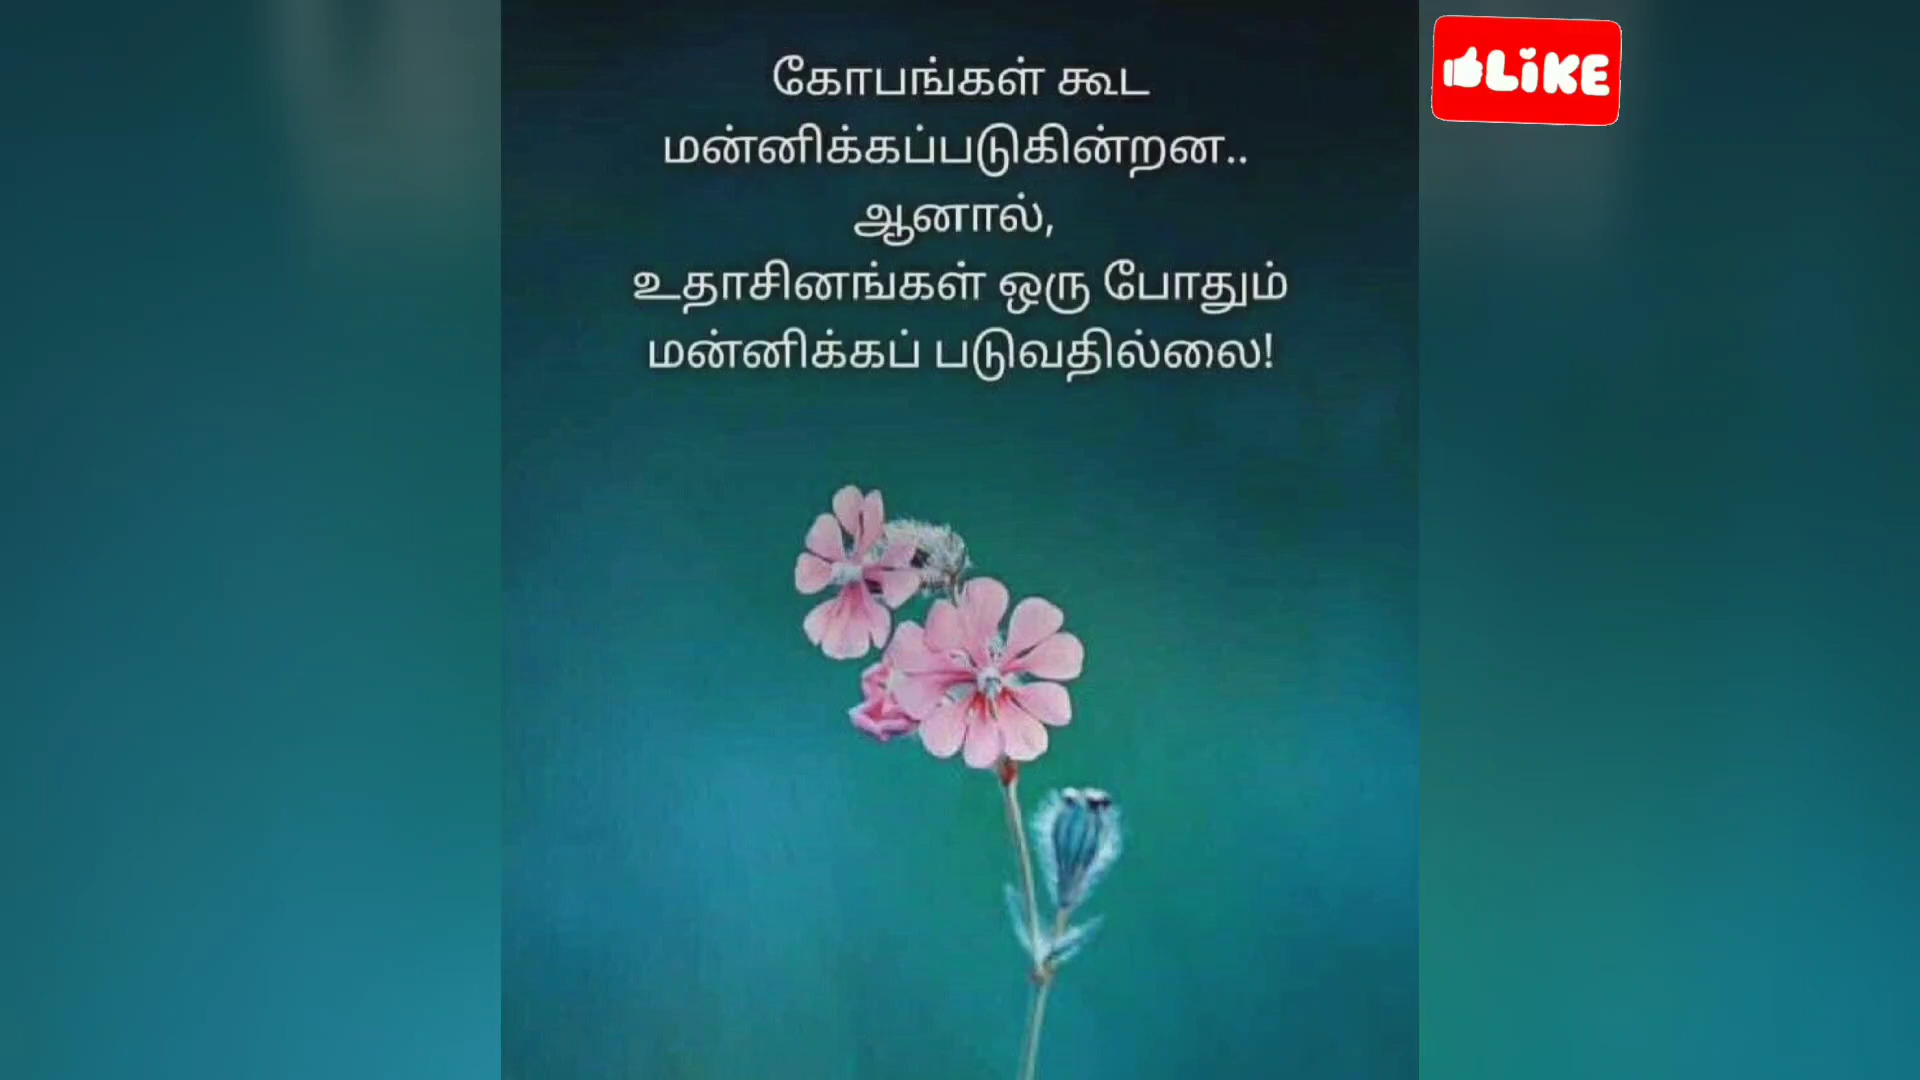 கோபங்கள் கூட
மன்னிக்கப்படுகின்றன..
ஆனால்,
உதாசினங்கள் ஒரு போதும்
மன்னிக்கப் படுவதில்லை!
LIKE